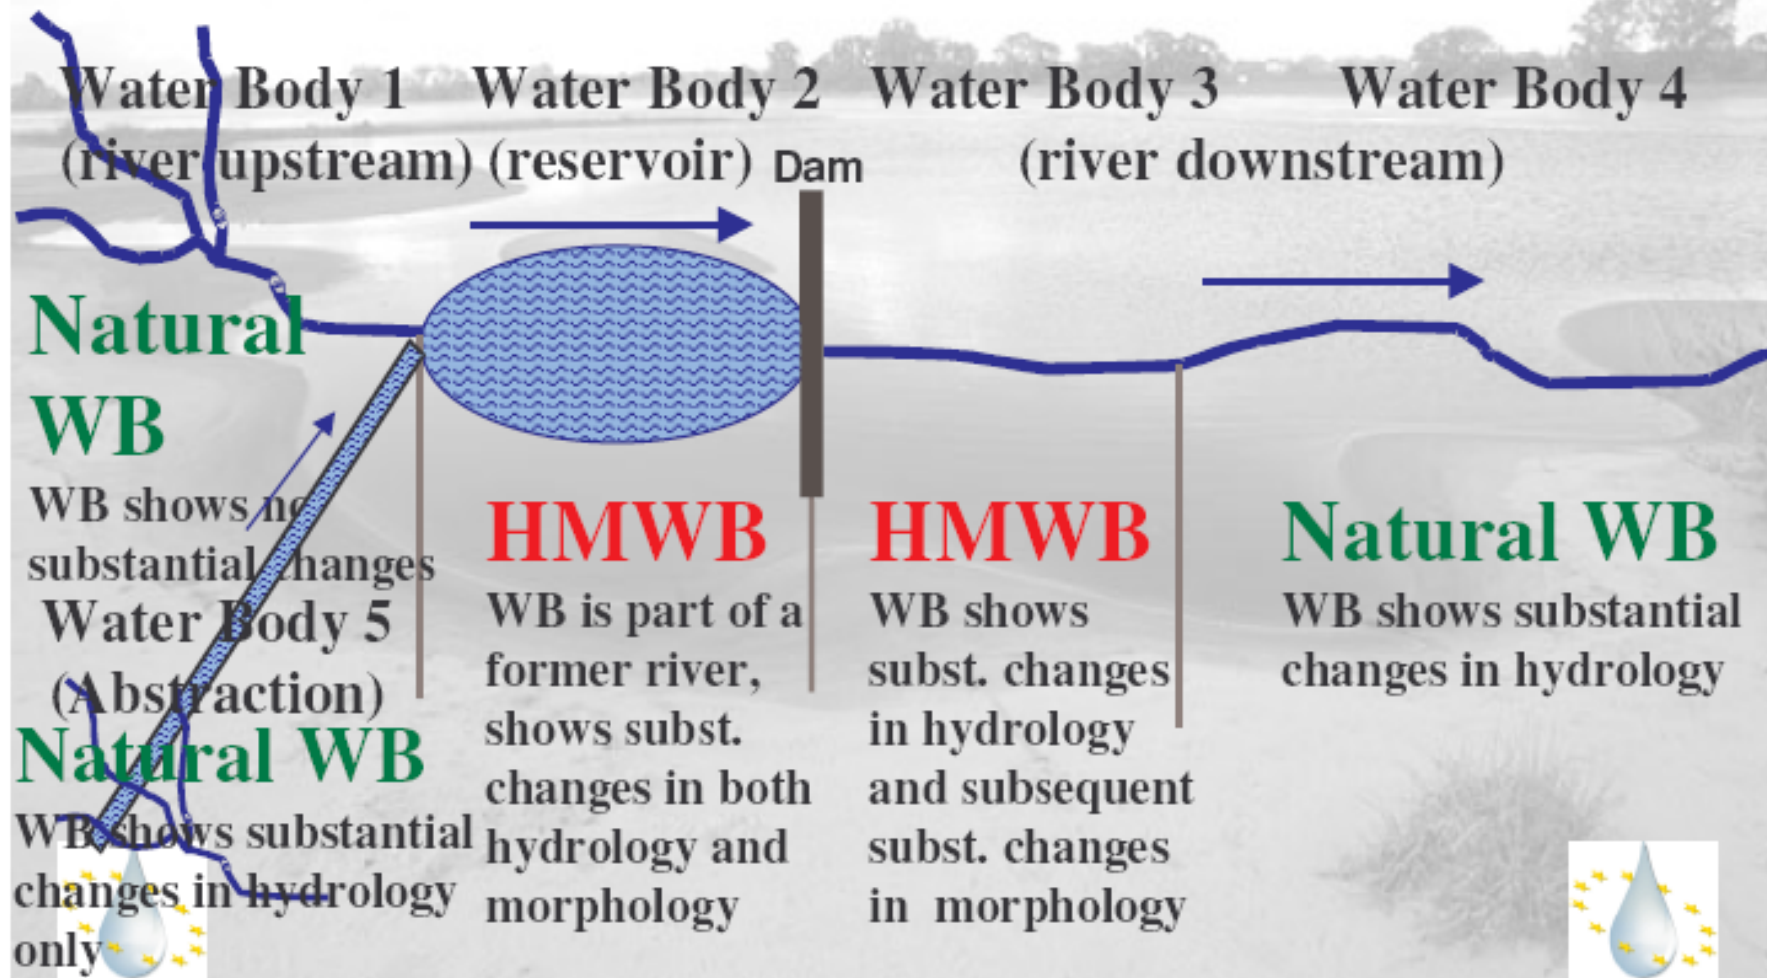 Water Body 1
(river upstream)
Water Body 2
(reservoir)
Dam
Water Body 3
Water Body 4
(river downstream)
Natural
WB
WB shows no
substantial changes
Water Body 5
(Abstraction)
Natural WB
WB shows substantial
changes in hydrology
only
HMWB
WB is part of a
former river,
shows subst.
changes in both
hydrology and
morphology
HMWB
WB shows
subst. changes
in hydrology
and subsequent
subst. changes
in morphology
Natural WB
WB shows substantial
changes in hydrology